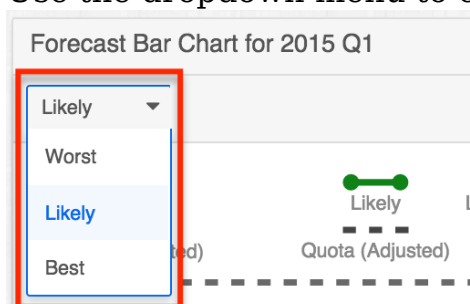 Forecast Bar Chart for 2015 Q1
Likely
Worst
Likely
Best
Likely
Quota (Adjusted)